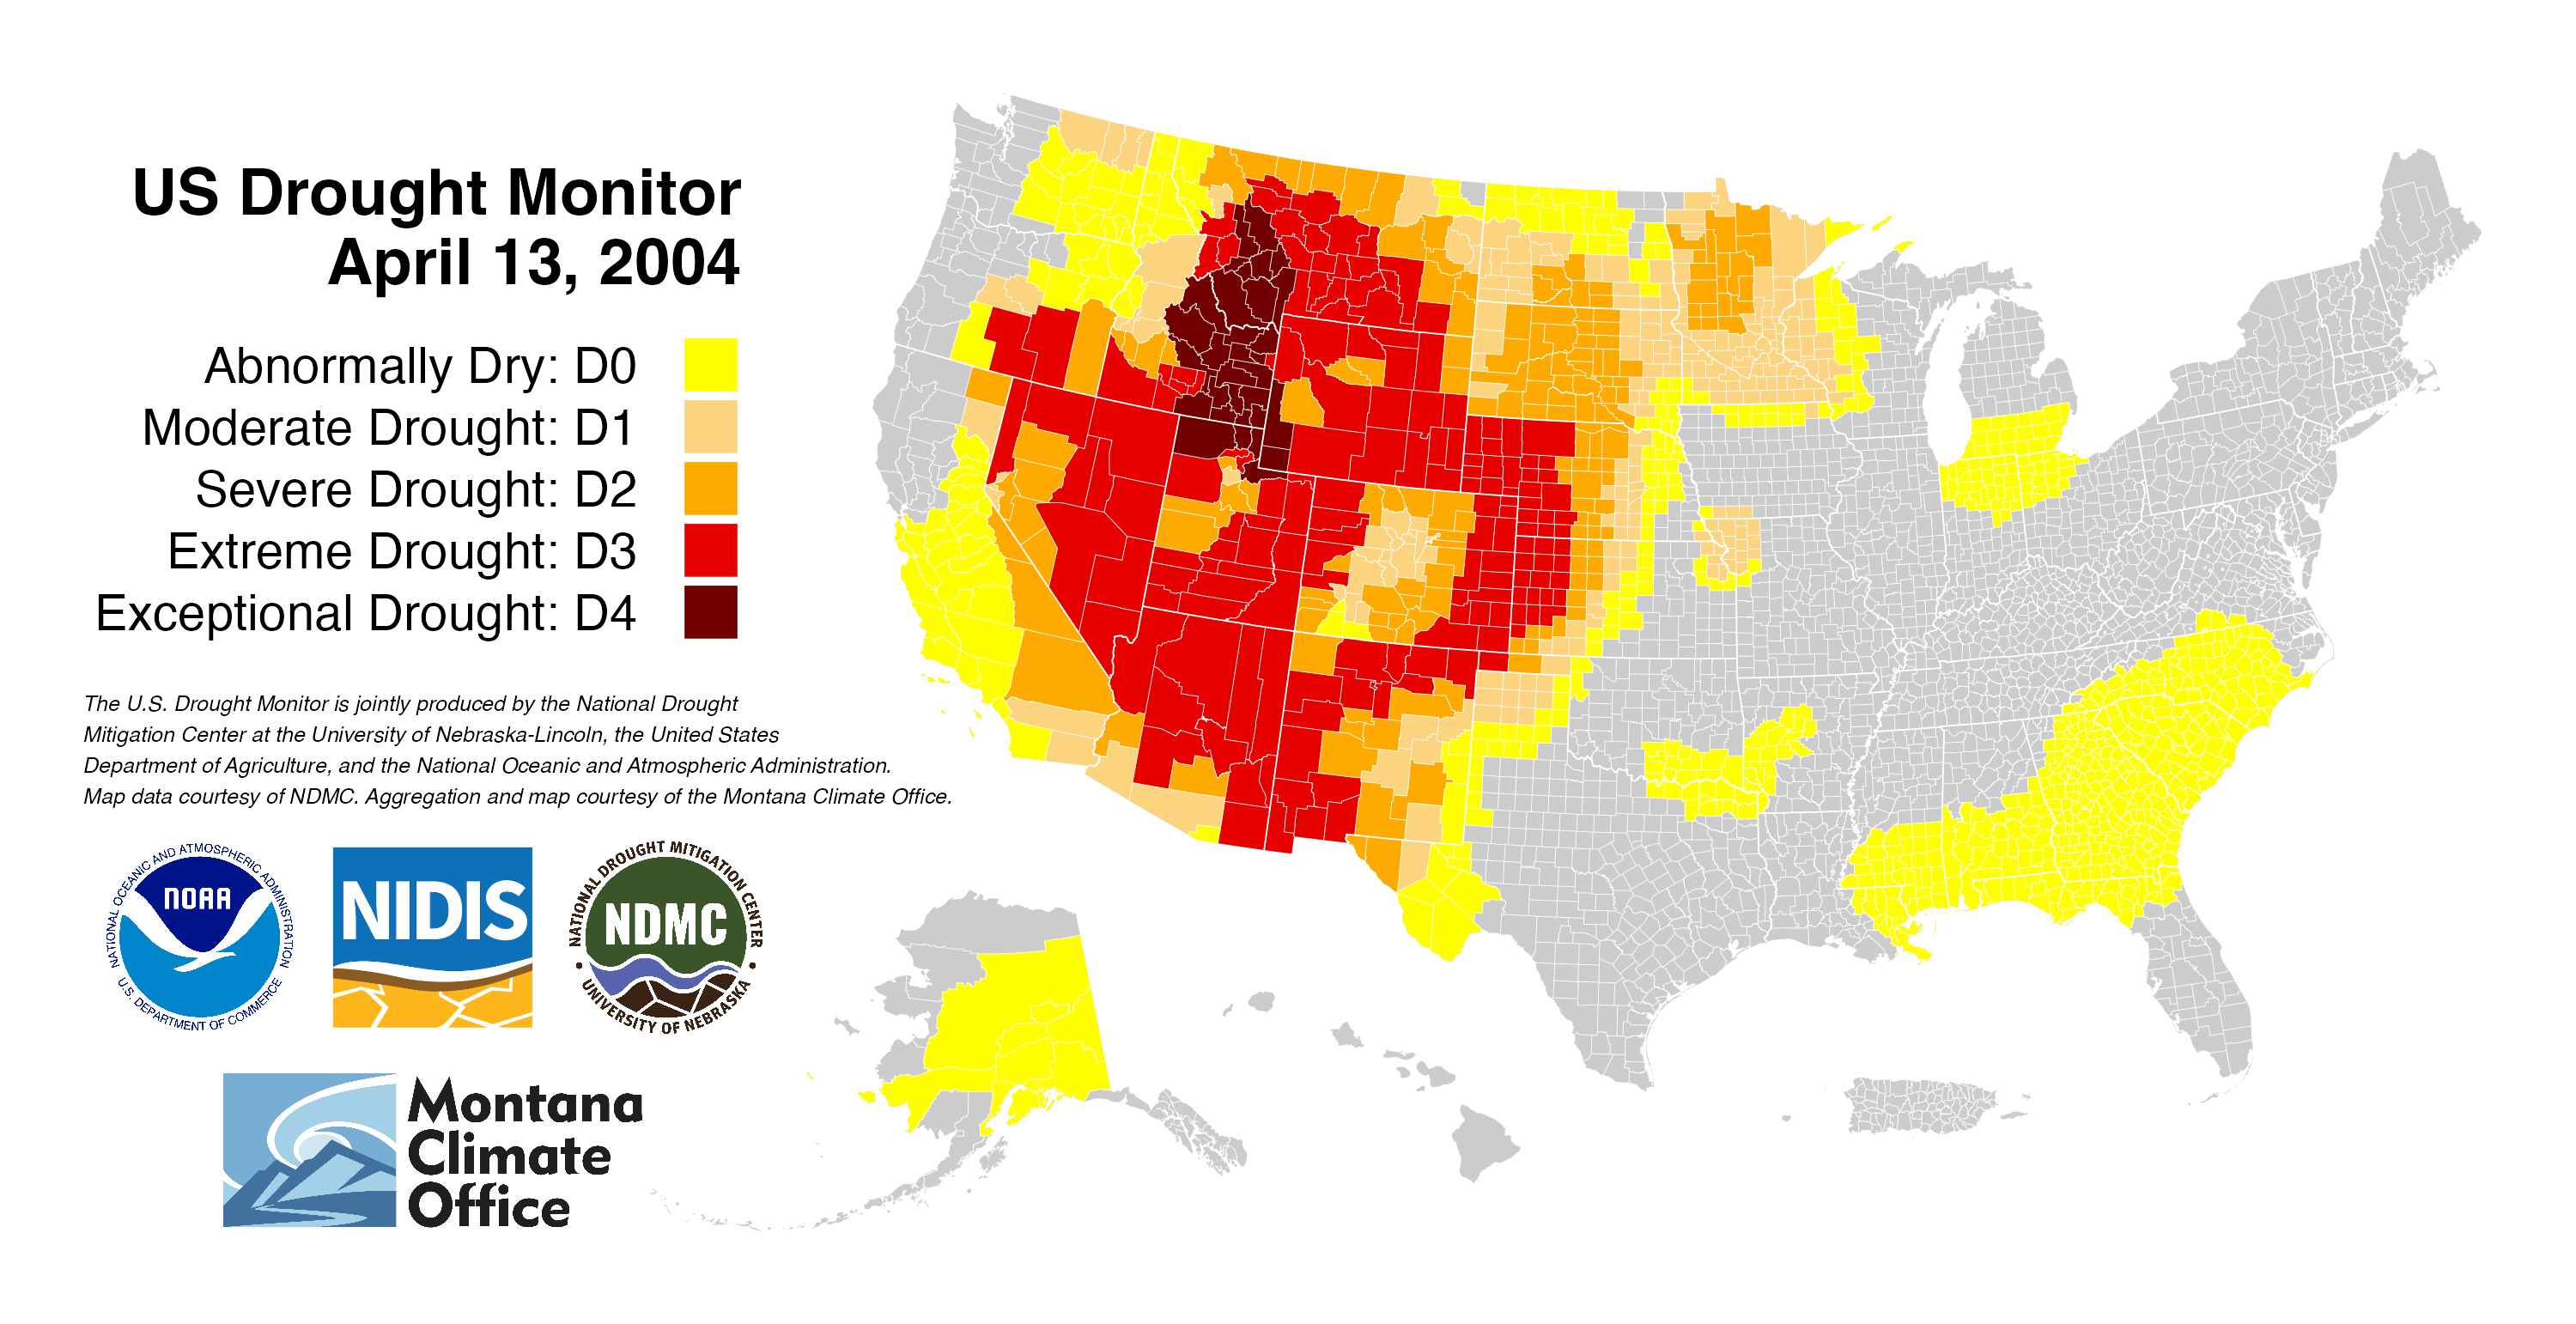 US Drought Monitor
April 13, 2004
Abnormally Dry: D0
Moderate Drought: D1
Severe Drought: D2
Extreme Drought: D3
Exceptional Drought: D4
The U.S. Drought Monitor is jointly produced by the National Drought
Mitigation Center at the University of Nebraska-Lincoln, the United States
Department of Agriculture, and the National Oceanic and Atmospheric Administration.
Map data courtesy of NDMC. Aggregation and map courtesy of the Montana Climate Office.
NATIONAL OCEANIC AND ATMOSPHERIC ADMINISTRATION
NOAA
U.S. DEPARTMENT OF COMMERCE
NIDIS
NATIONAL DROUGHT MITIGATION CENTER
NDMC
UNIVERSITY OF NEBRASKA
Montana
Climate
Office